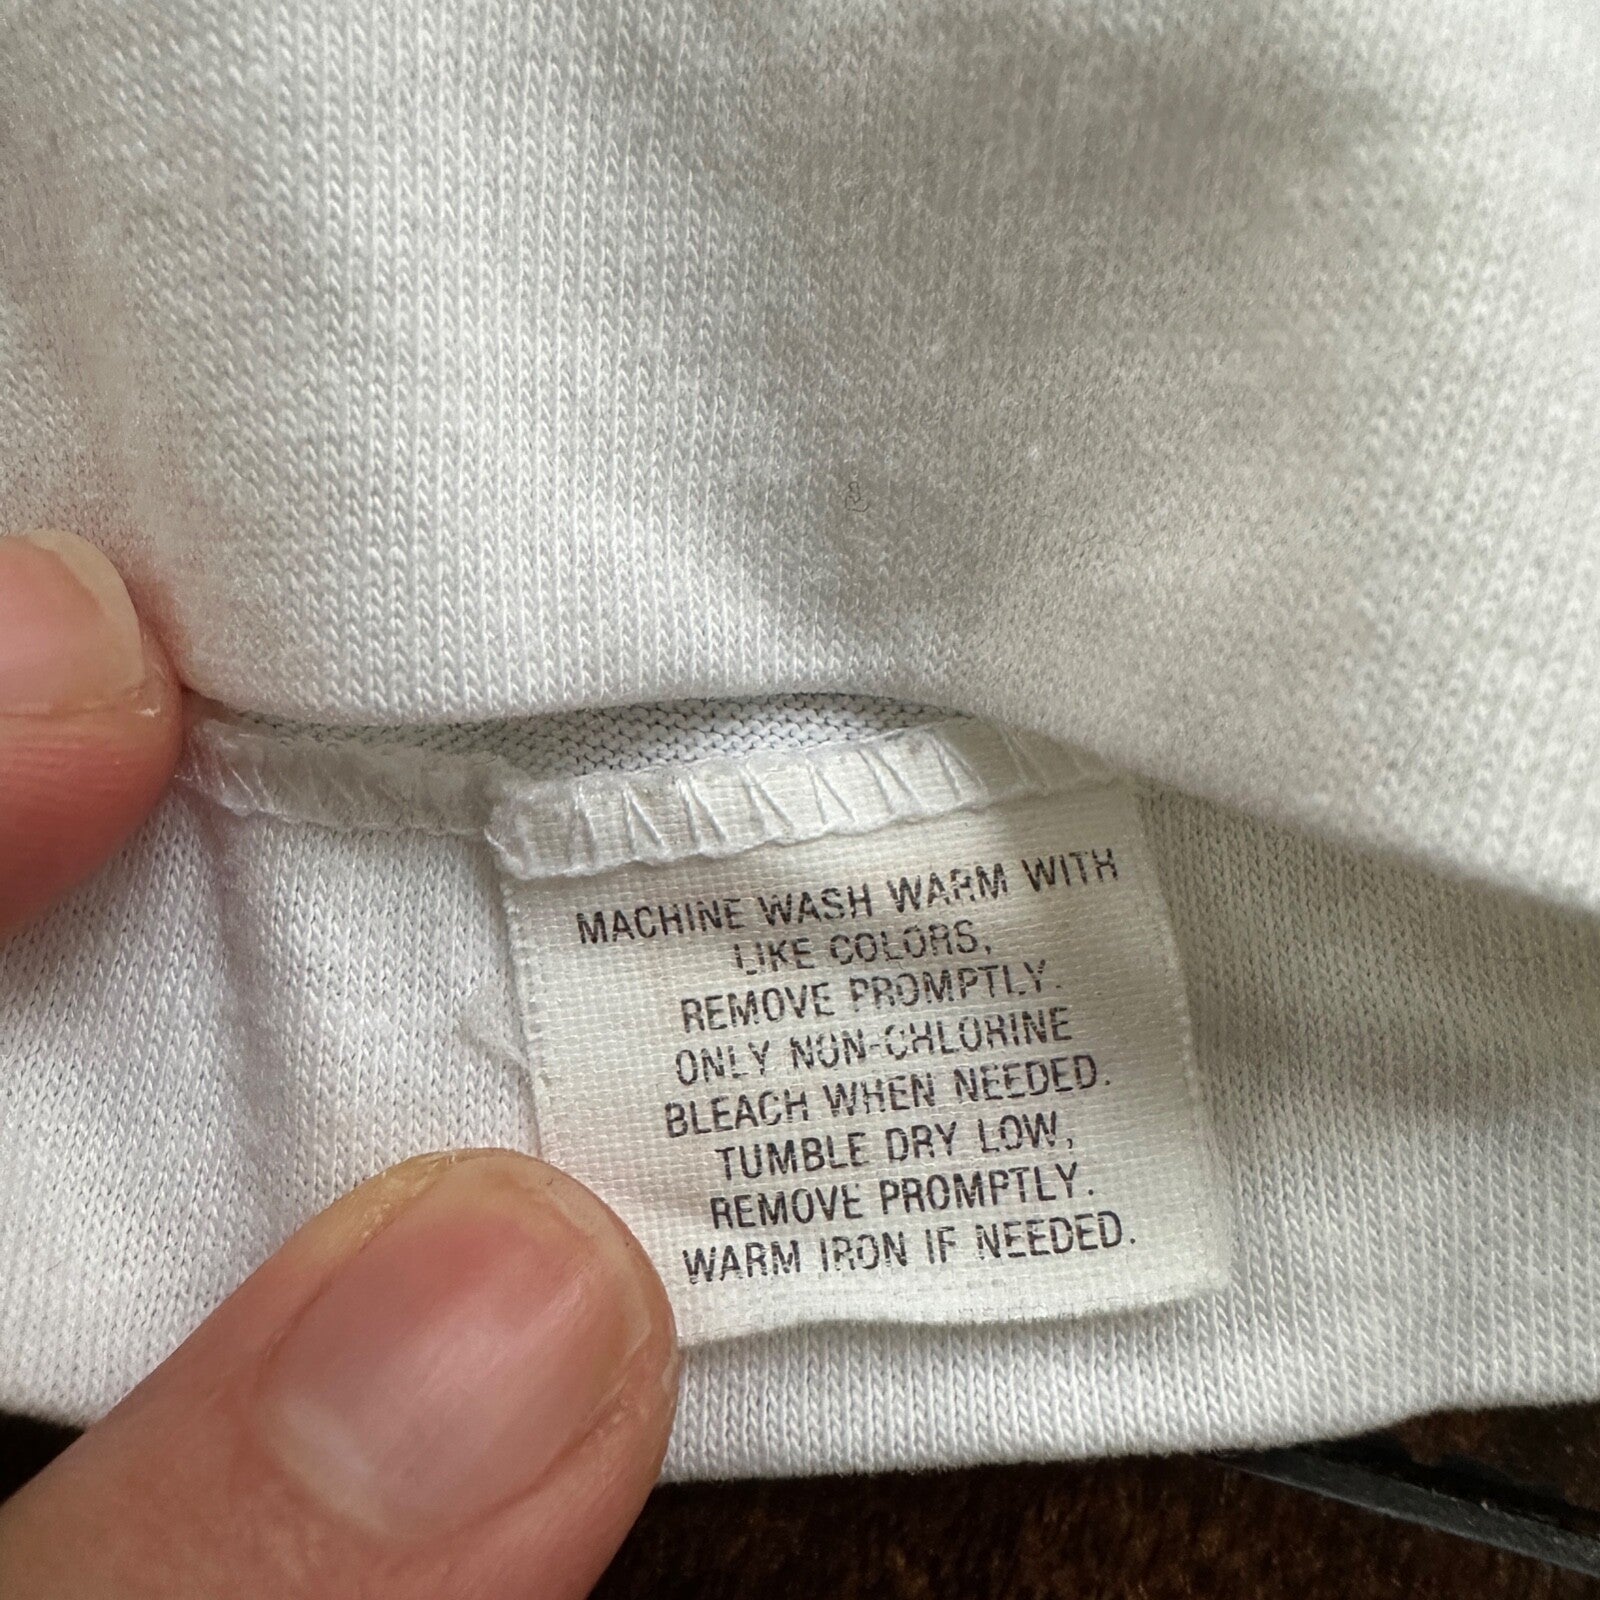 MACHINE WASH WARM WITH
LIKE COLORS,
REMOVE PROMPTLY.
ONLY NON-CHLORINE
BLEACH WHEN NEEDED.
TUMBLE DRY LOW,
REMOVE PROMPTLY.
WARM IRON IF NEEDED.